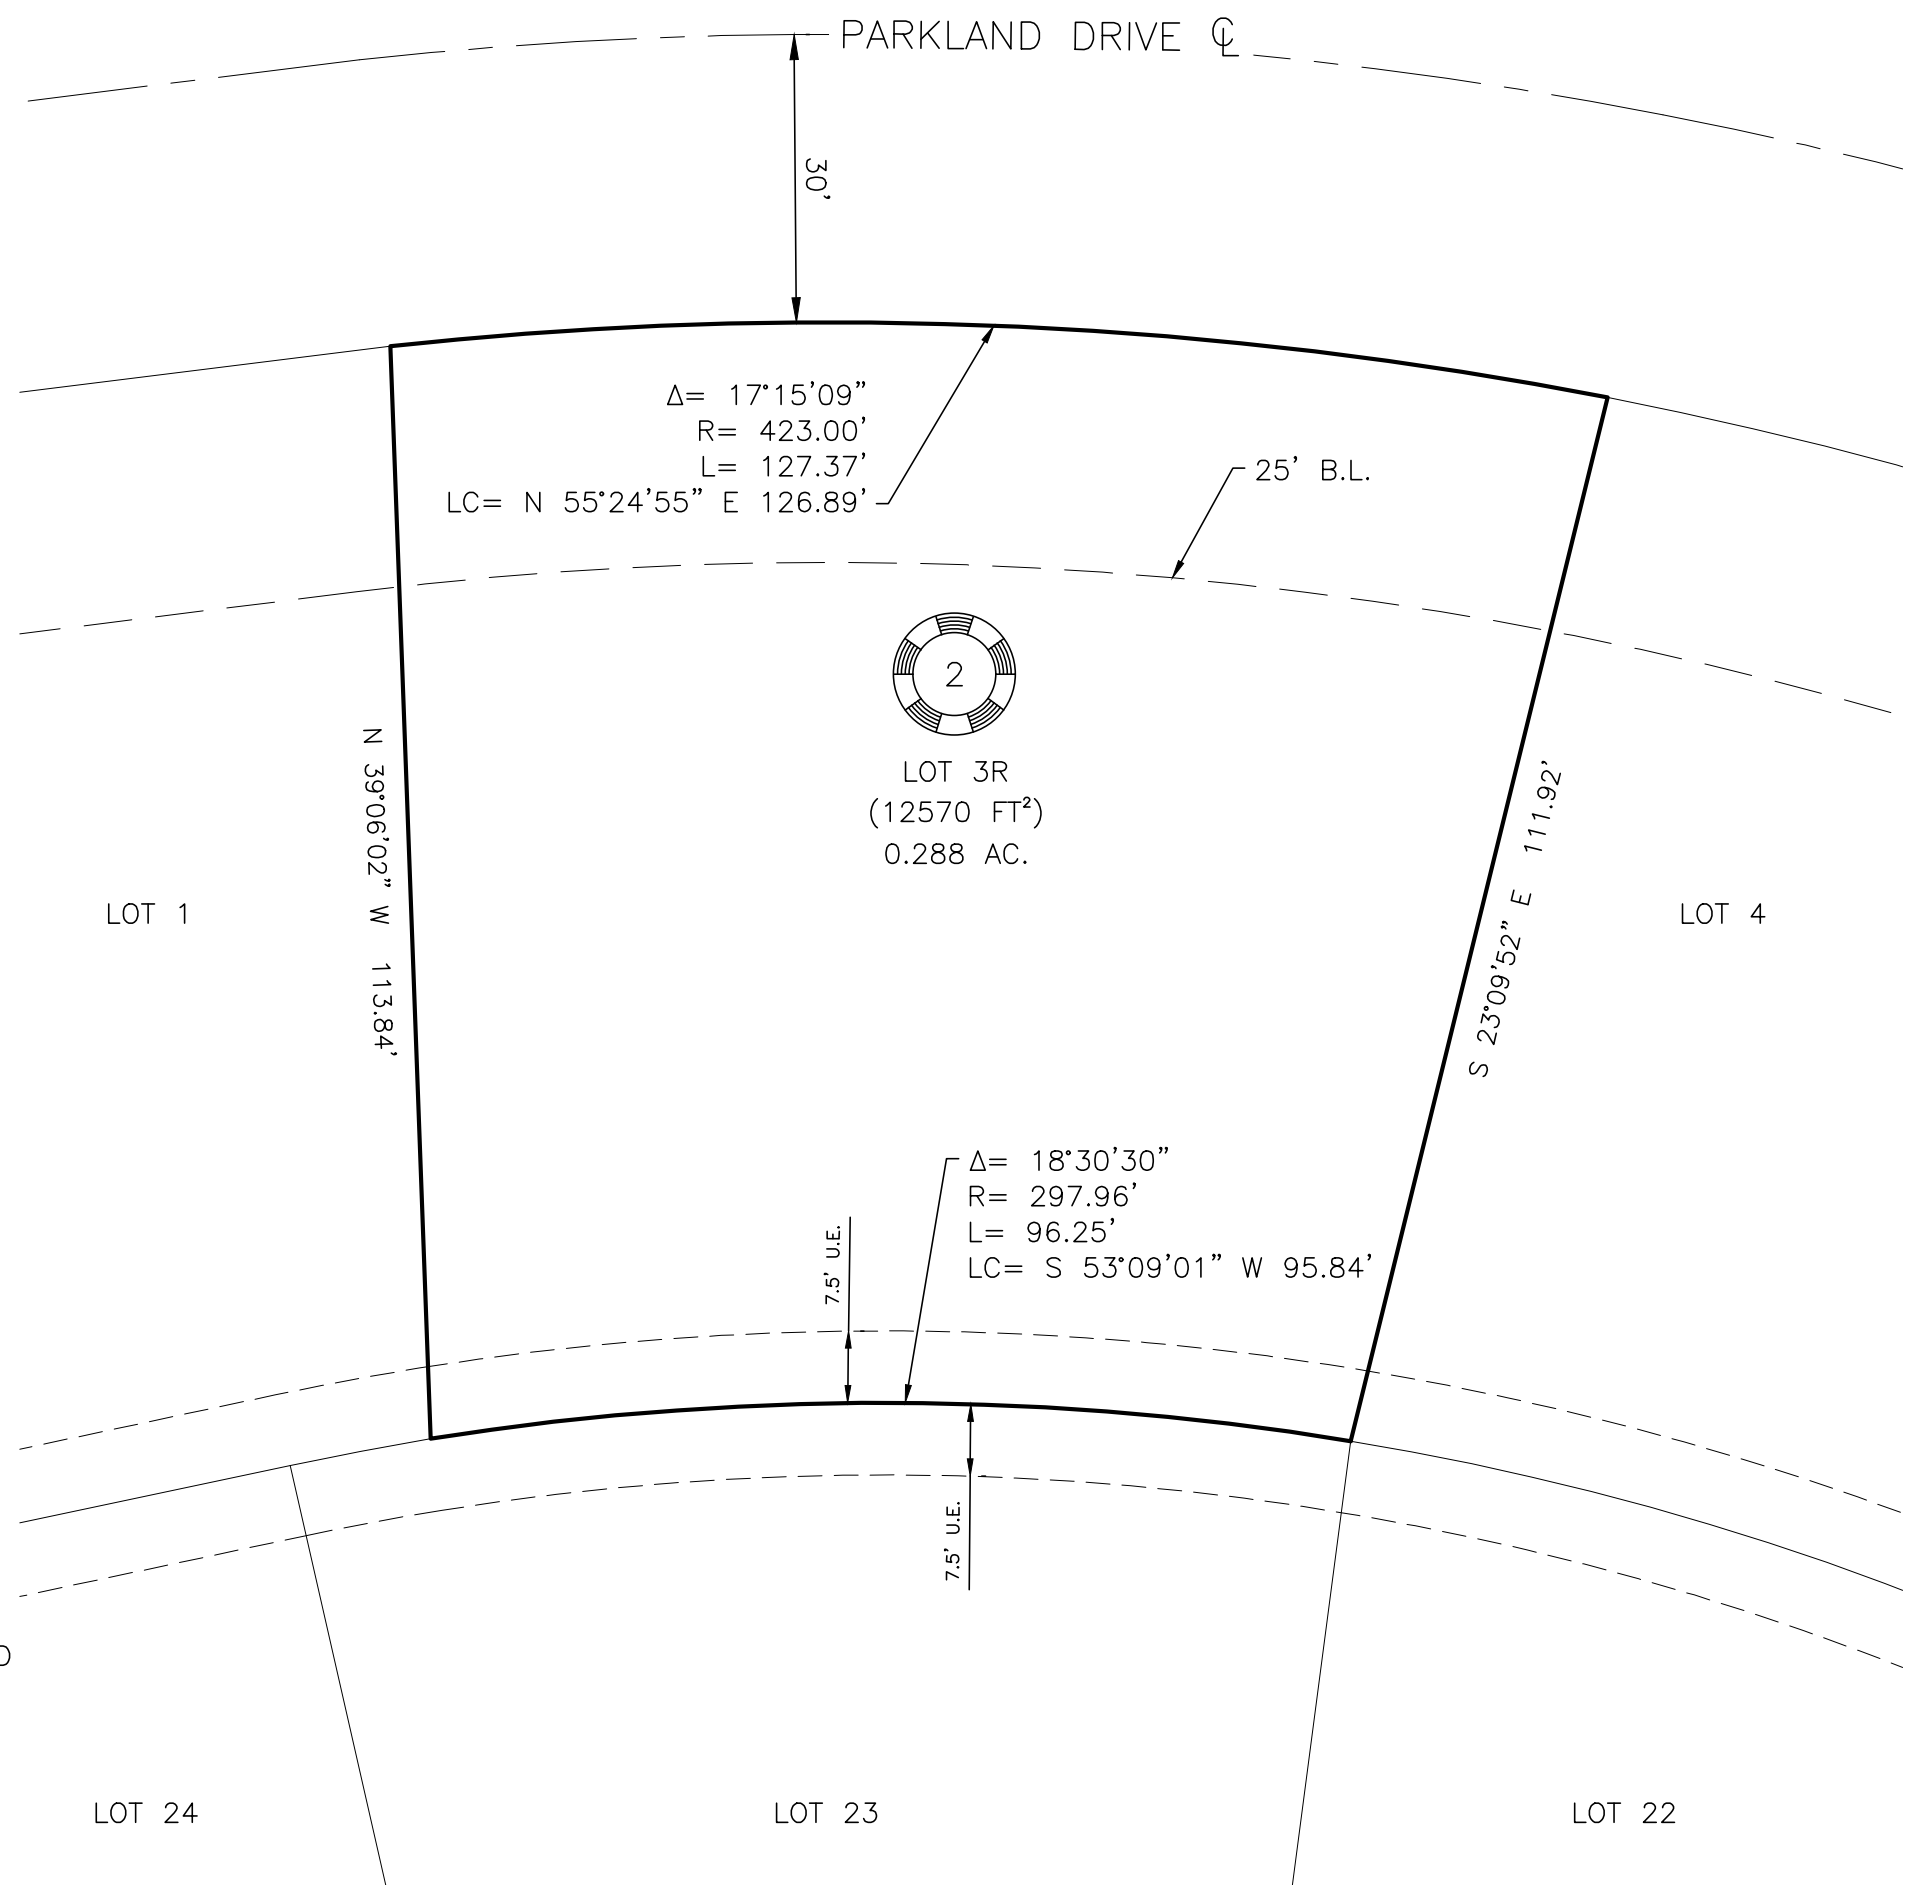 PARKLAND DRIVE ℄
30'
Δ= 17°15'09"
R= 423.00'
L= 127.37'
LC= N 55°24'55" E 126.89'
25' B.L.
2
LOT 3R
(12570 FT²)
0.288 AC.
N 39°06'02" W 113.84'
S 23°09'52" E 111.92'
LOT 1
LOT 4
Δ= 18°30'30"
R= 297.96'
L= 96.25'
LC= S 53°09'01" W 95.84'
7.5' U.E.
7.5' U.E.
LOT 24
LOT 23
LOT 22